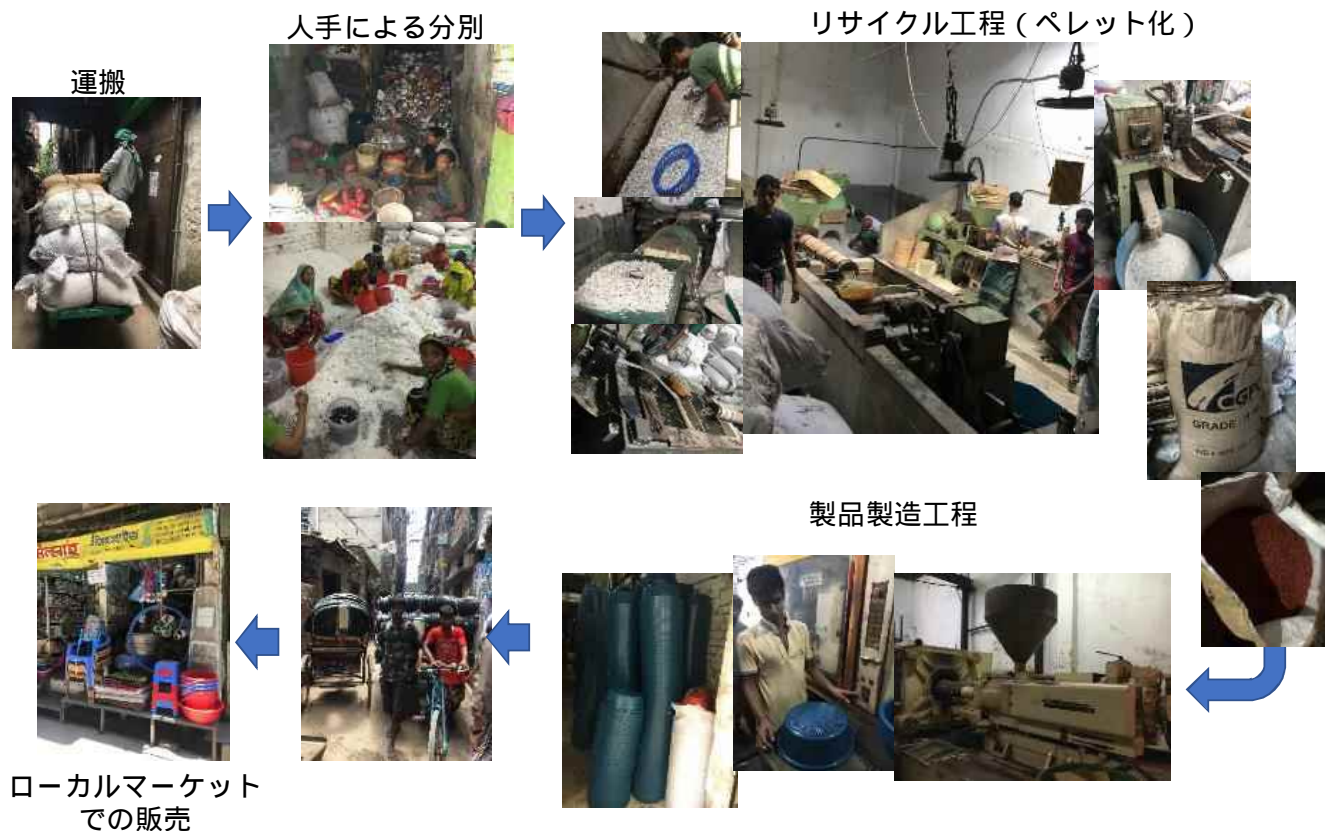 人手による分別
リサイクル工程（ペレット化）
運搬
GRADE
製品製造工程
ローカルマーケット
での販売